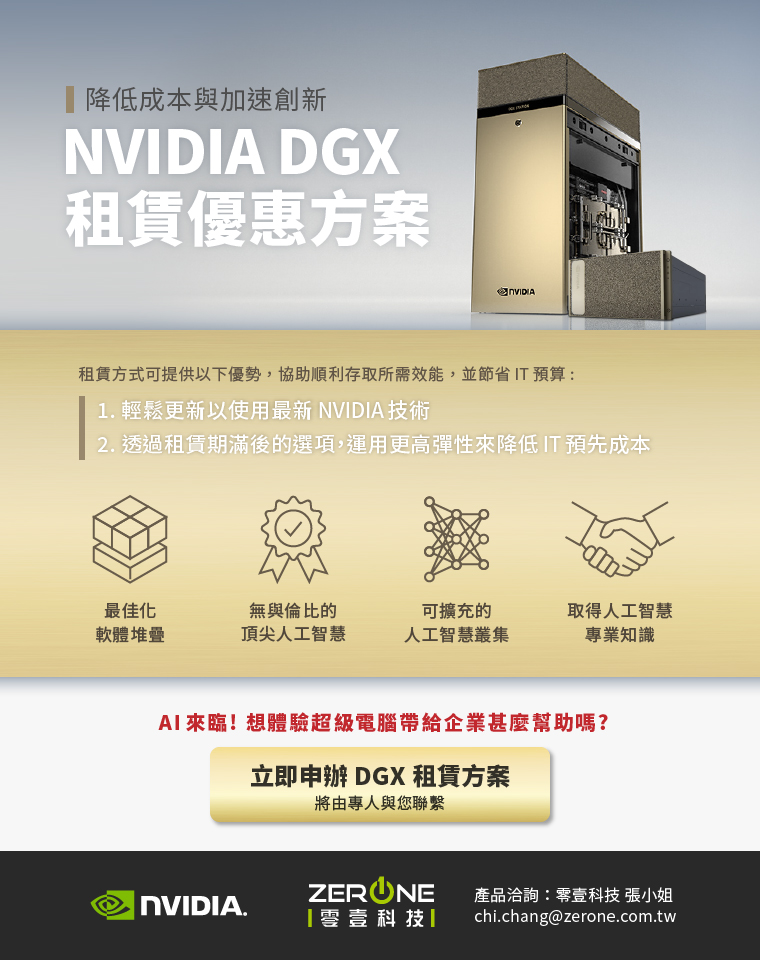 降低成本與加速創新
NVIDIA DGX
租賃優惠方案
NVIDIA
租賃方式可提供以下優勢，協助順利存取所需效能，並節省 IT 預算 :
1. 輕鬆更新以使用最新 NVIDIA 技術
2. 透過租賃期滿後的選項，運用更高彈性來降低 IT 預先成本
最佳化
軟體堆疊
無與倫比的
頂尖人工智慧
可擴充的
人工智慧叢集
取得人工智慧
專業知識
AI 來臨! 想體驗超級電腦帶給企業甚麼幫助嗎?
立即申辦 DGX 租賃方案
將由專人與您聯繫
NVIDIA.
ZERONE
零壹科技
產品洽詢：零壹科技 張小姐
chi.chang@zerone.com.tw